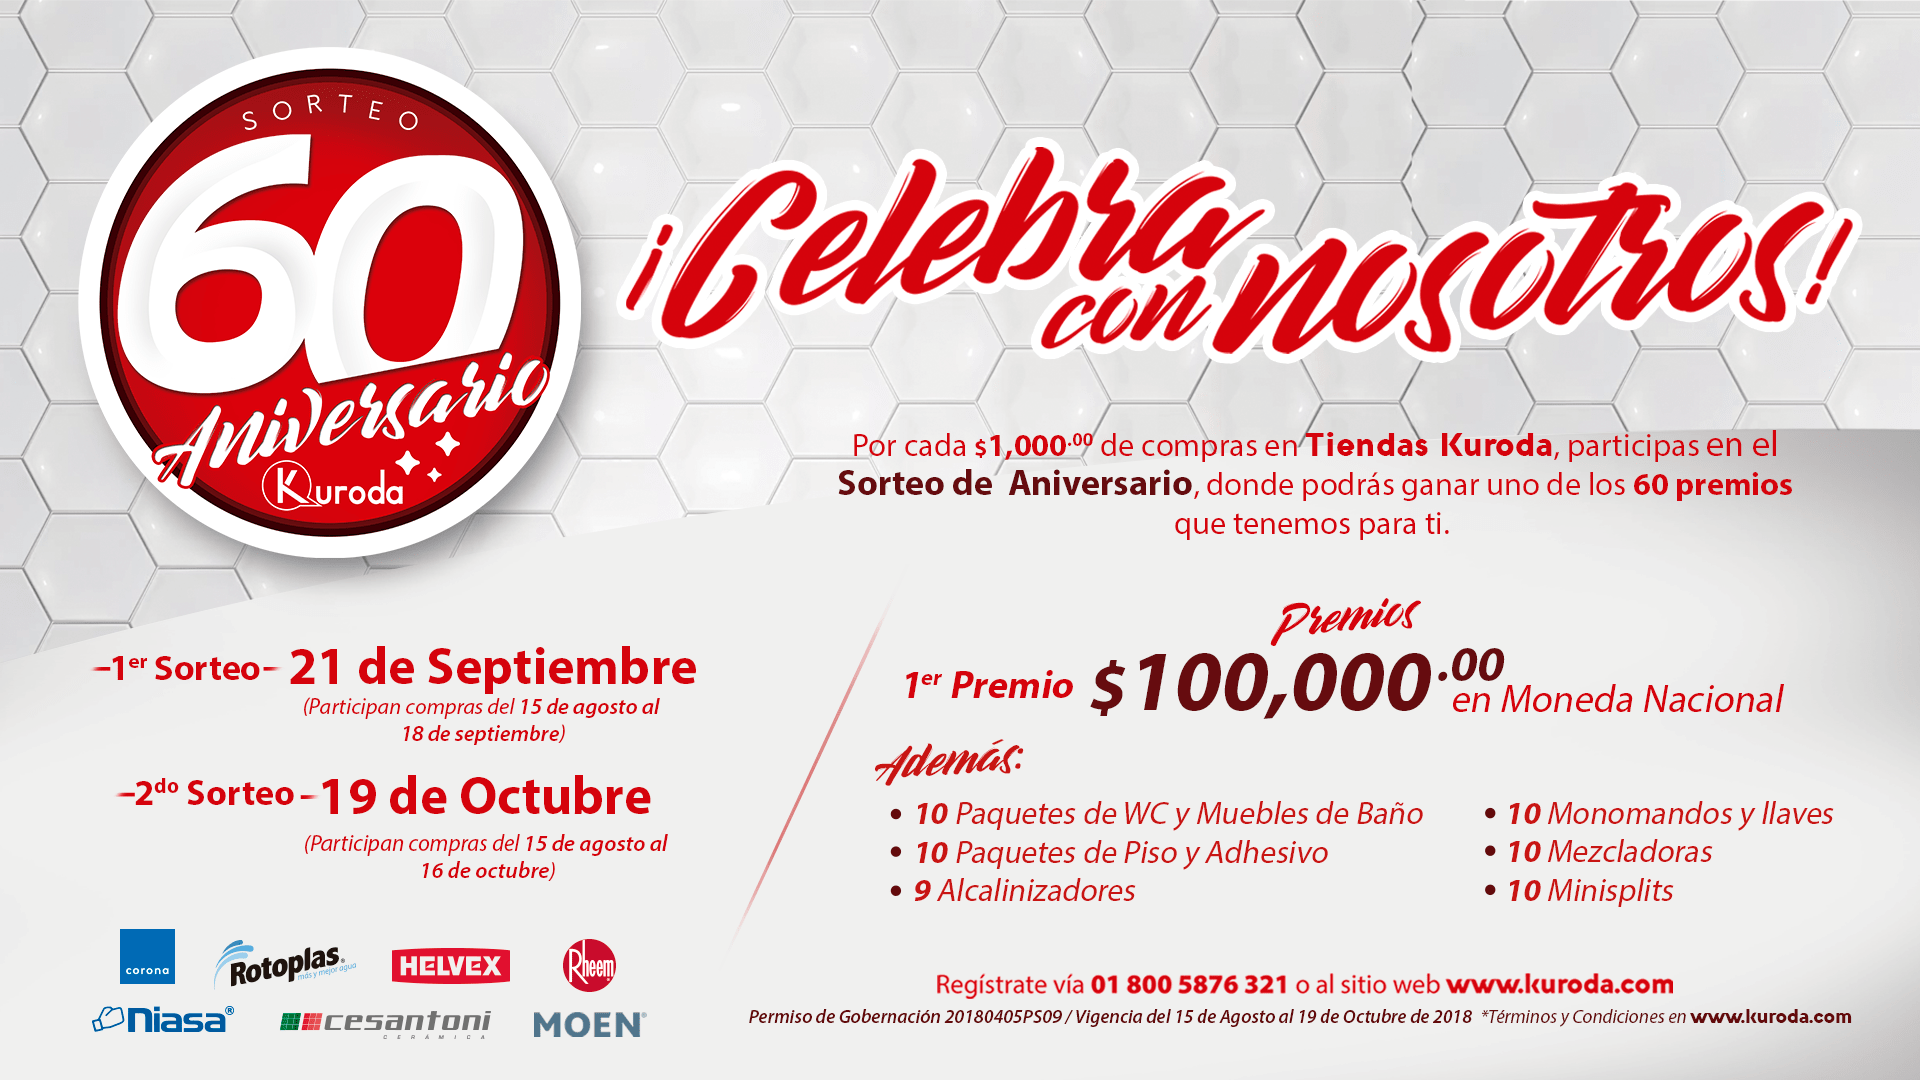 SORTEO
60
Aniversario
Kuroda
¡Celebra
con nosotros!
Por cada $1,000.00 de compras en Tiendas Kuroda, participas en el
Sorteo de Aniversario, donde podrás ganar uno de los 60 premios
que tenemos para ti.
1er Sorteo - 21 de Septiembre
(Participan compras del 15 de agosto al
18 de septiembre)
2do Sorteo - 19 de Octubre
(Participan compras del 15 de agosto al
16 de octubre)
Premios
1er Premio $100,000.00 en Moneda Nacional
Además:
• 10 Paquetes de WC y Muebles de Baño
• 10 Paquetes de Piso y Adhesivo
• 9 Alcalinizadores
• 10 Monomandos y llaves
• 10 Mezcladoras
• 10 Minisplits
corona
Rotoplas®
más y mejor agua
HELVEX
Rheem
Niasa®
cesantoni
CERÁMICA
MOEN®
Regístrate vía 01 800 5876 321 o al sitio web www.kuroda.com
Permiso de Gobernación 20180405PS09 / Vigencia del 15 de Agosto al 19 de Octubre de 2018 *Términos y Condiciones en www.kuroda.com